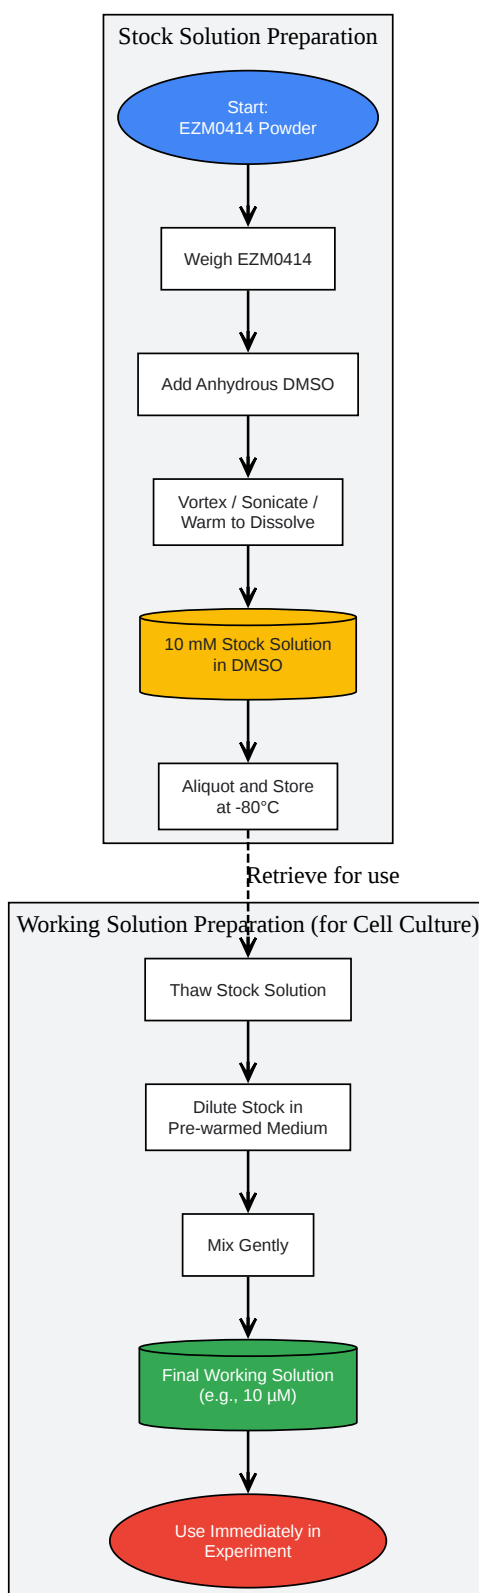 Stock Solution Preparation
Start:
EZM0414 Powder
Weigh EZM0414
Add Anhydrous DMSO
Vortex / Sonicate /
Warm to Dissolve
10 mM Stock Solution
in DMSO
Aliquot and Store
at -80°C
Retrieve for use
Working Solution Preparation (for Cell Culture)
Thaw Stock Solution
Dilute Stock in
Pre-warmed Medium
Mix Gently
Final Working Solution
(e.g., 10 µM)
Use Immediately in
Experiment